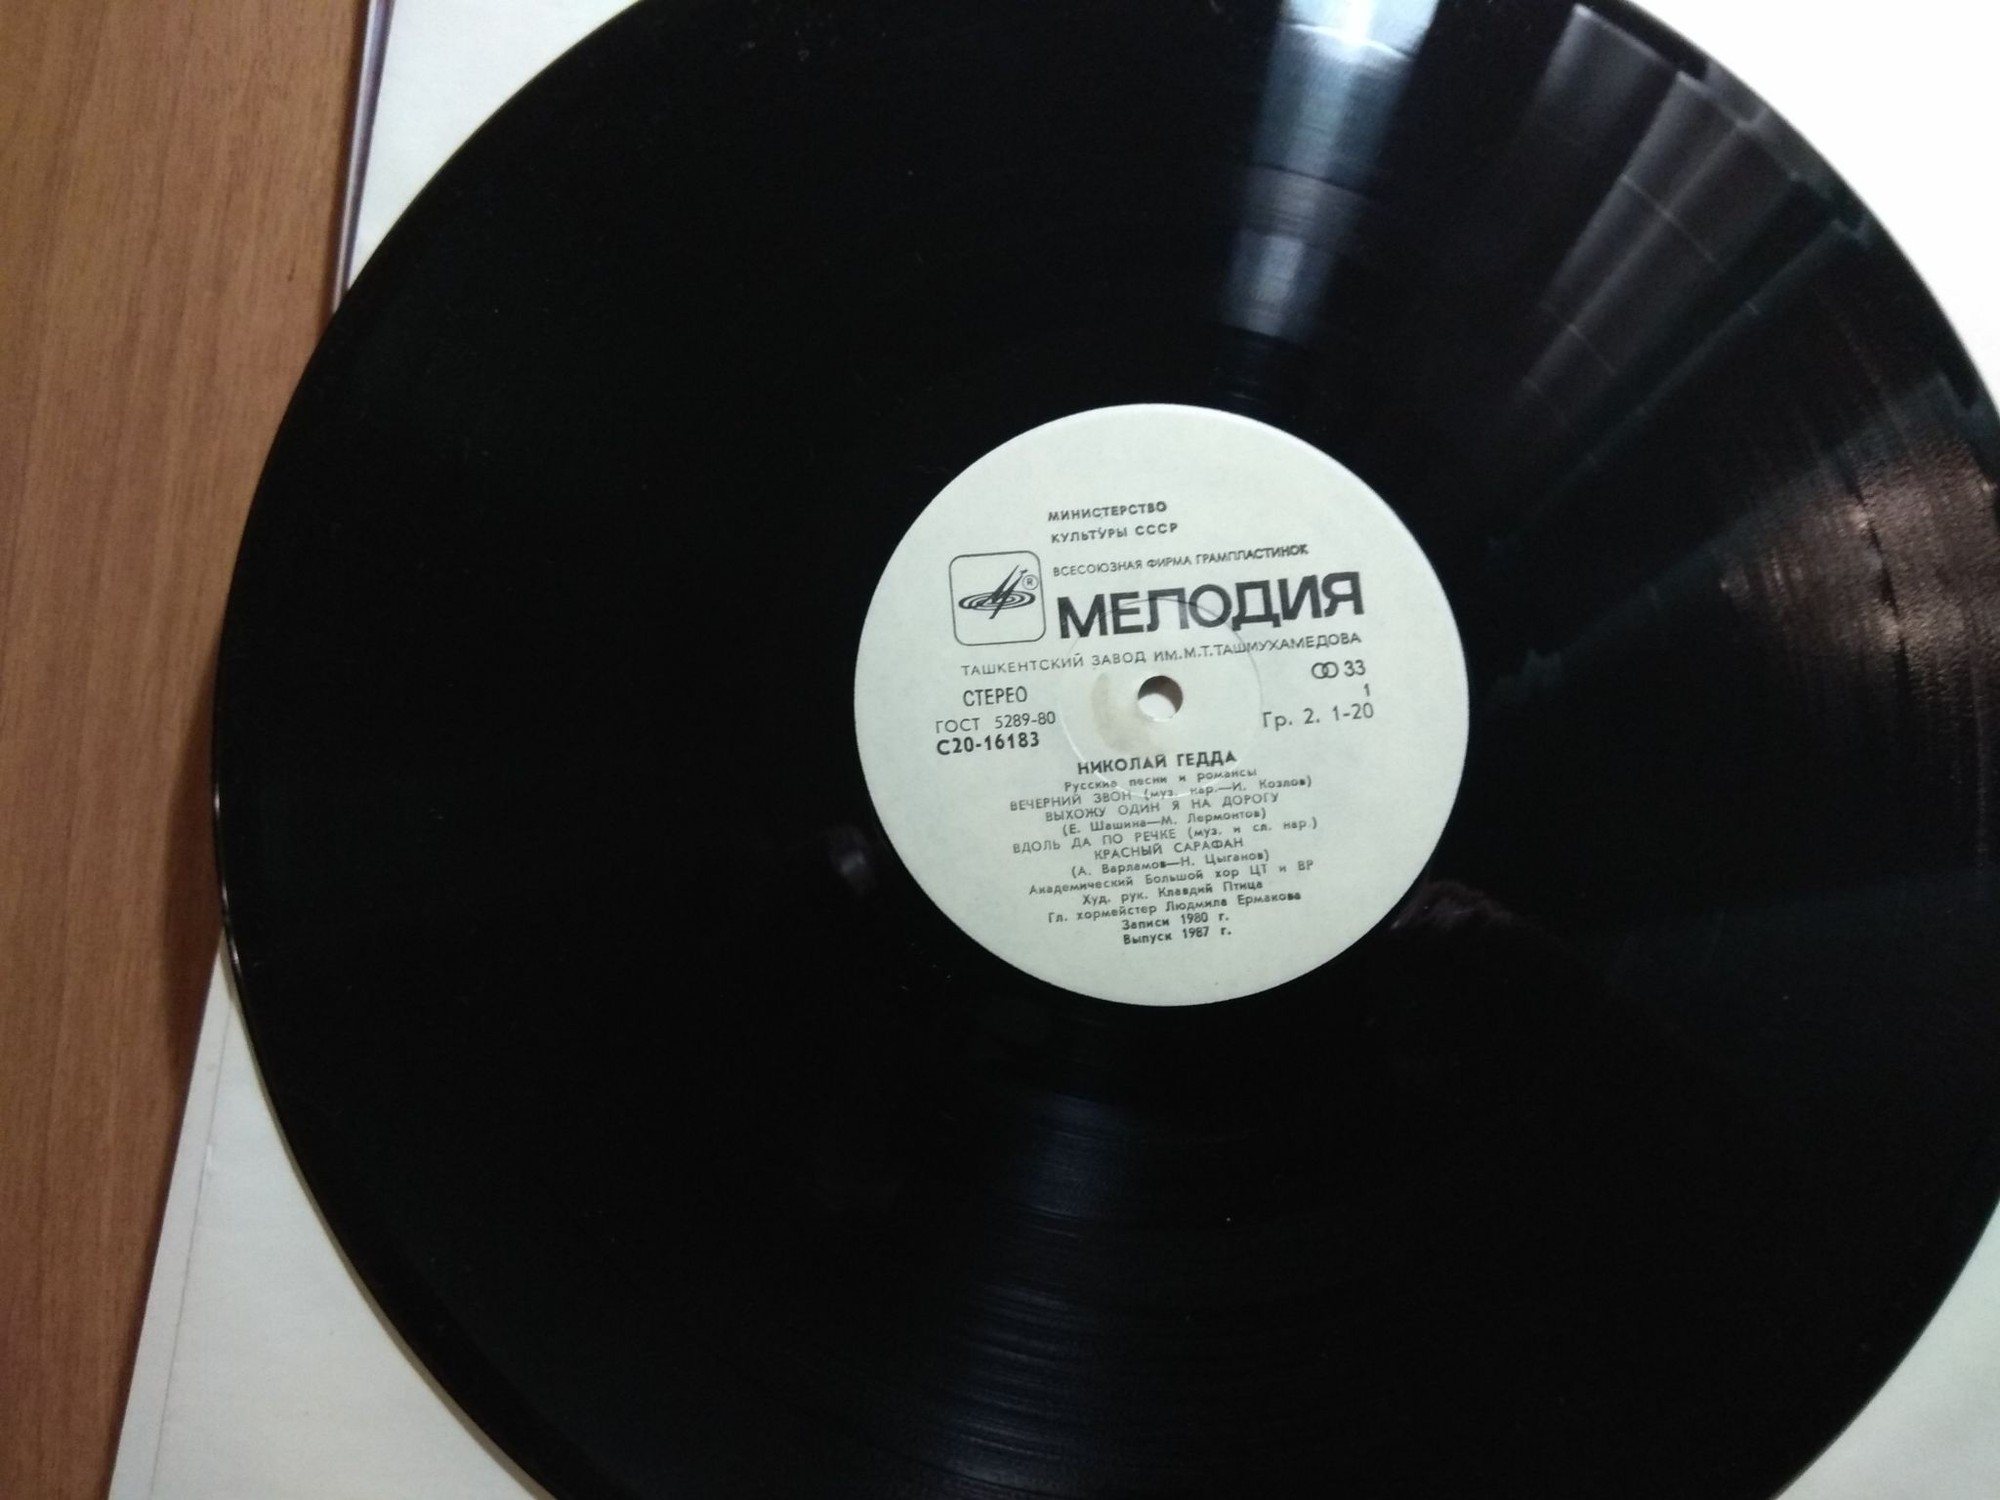 МИНИСТЕРСТВО
КУЛЬТУРЫ СССР
ВСЕСОЮЗНАЯ ФИРМА ГРАМПЛАСТИНОК
®
МЕЛОДИЯ
ТАШКЕНТСКИЙ ЗАВОД ИМ.М.Т.ТАШМУХАМЕДОВА
СТЕРЕО
33
ГОСТ 5289-80
1
С20-16183
Гр. 2. 1-20
НИКОЛАЙ ГЕДДА
Русские песни и романсы
ВЕЧЕРНИЙ ЗВОН (муз. нар.—И. Козлов)
ВЫХОЖУ ОДИН Я НА ДОРОГУ
(Е. Шашина—М. Лермонтов)
ВДОЛЬ ДА ПО РЕЧКЕ (муз. и сл. нар.)
КРАСНЫЙ САРАФАН
(А. Варламов—Н. Цыганов)
Академический Большой хор ЦТ и ВР
Худ. рук. Клавдий Птица
Гл. хормейстер Людмила Ермакова
Записи 1980 г.
Выпуск 1987 г.